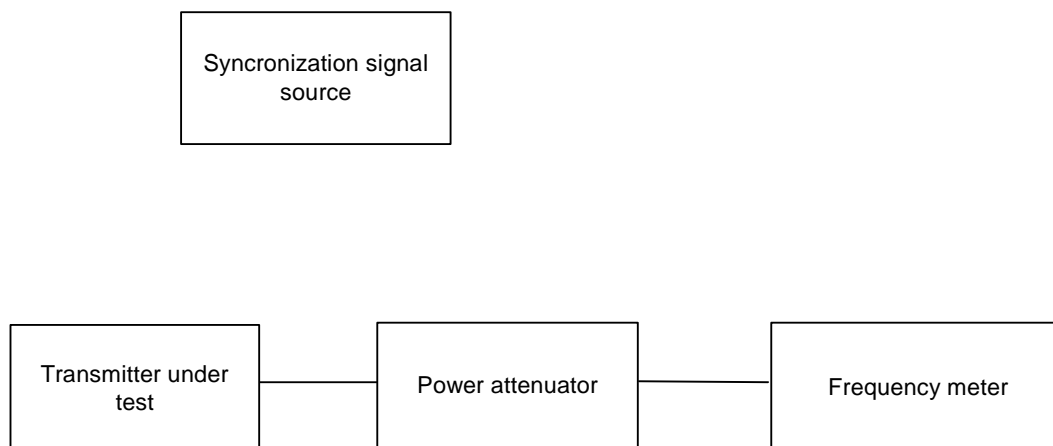 Syncronization signal
source
Transmitter under
test
Power attenuator
Frequency meter